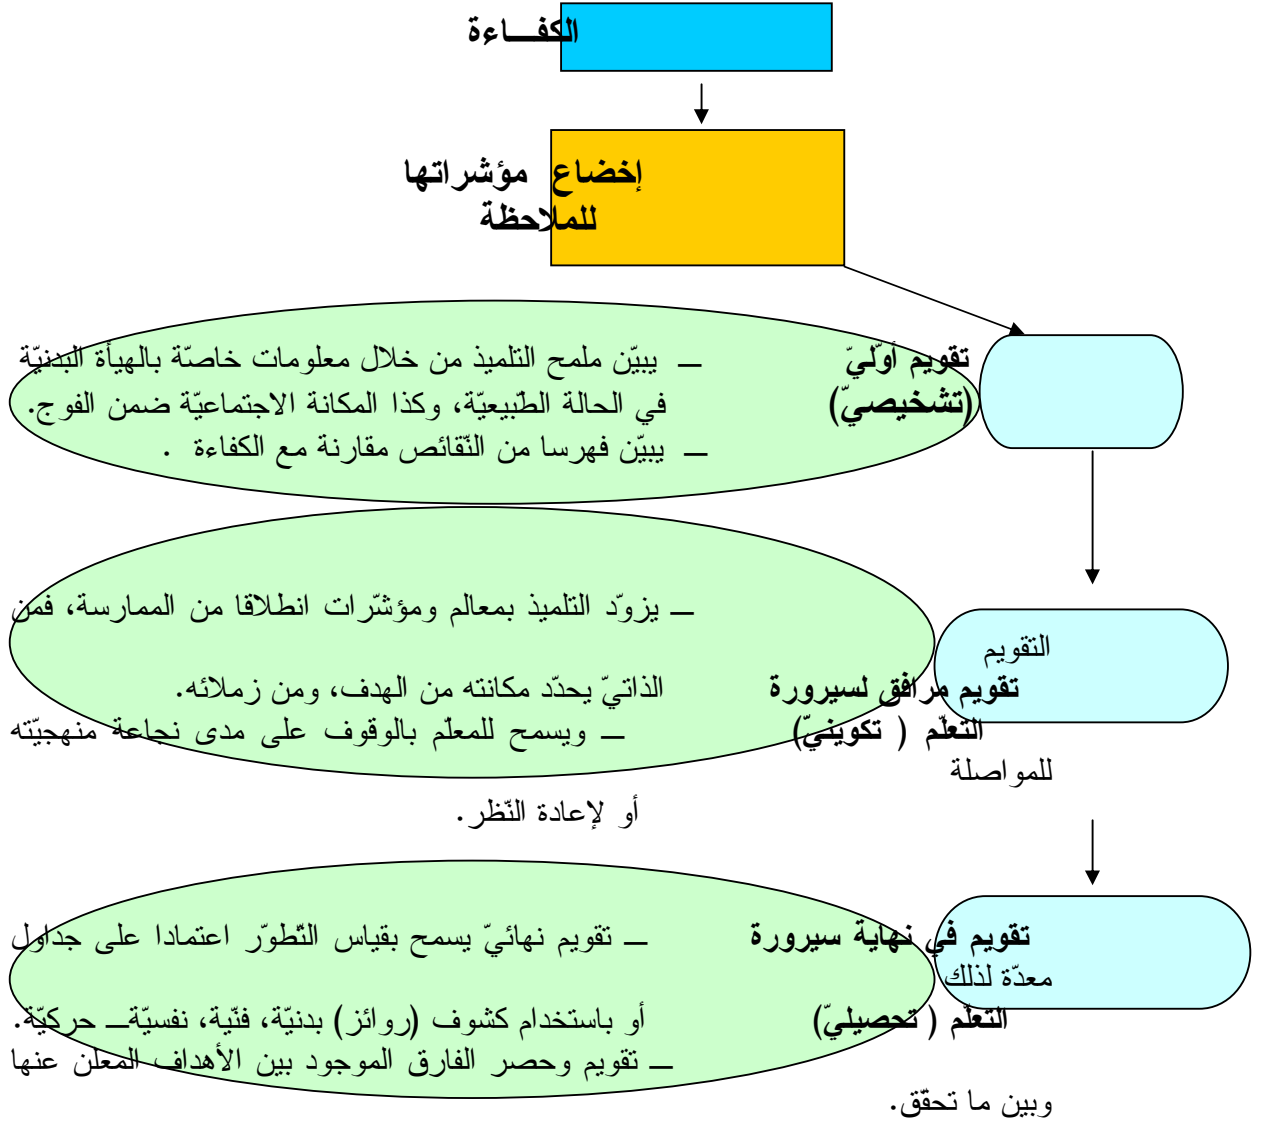 الكفـــاءة
إخضاع مؤشراتها
للملاحظة
تقويم أوّليّ ـ يبيّن ملمح التلميذ من خلال معلومات خاصّة بالهيأة البدنيّة
(تشخيصيّ) في الحالة الطّبيعيّة، وكذا المكانة الاجتماعيّة ضمن الفوج.
ـ يبيّن فهرسا من النّقائص مقارنة مع الكفاءة .
ـ يزوّد التلميذ بمعالم ومؤشّرات انطلاقا من الممارسة، فمن
التقويم
تقويم مرافق لسيرورة الذاتيّ يحدّد مكانته من الهدف، ومن زملائه.
التعلّم ( تكوينيّ) ـ ويسمح للمعلّم بالوقوف على مدى نجاعة منهجيّته
للمواصلة
أو لإعادة النّظر.
تقويم في نهاية سيرورة ـ تقويم نهائيّ يسمح بقياس التّطوّر اعتمادا على جداول
معدّة لذلك
التعلّم ( تحصيليّ) أو باستخدام كشوف (روائز) بدنيّة، فنّية، نفسيّةـ حركيّة.
ـ تقويم وحصر الفارق الموجود بين الأهداف المعلن عنها
وبين ما تحقّق.